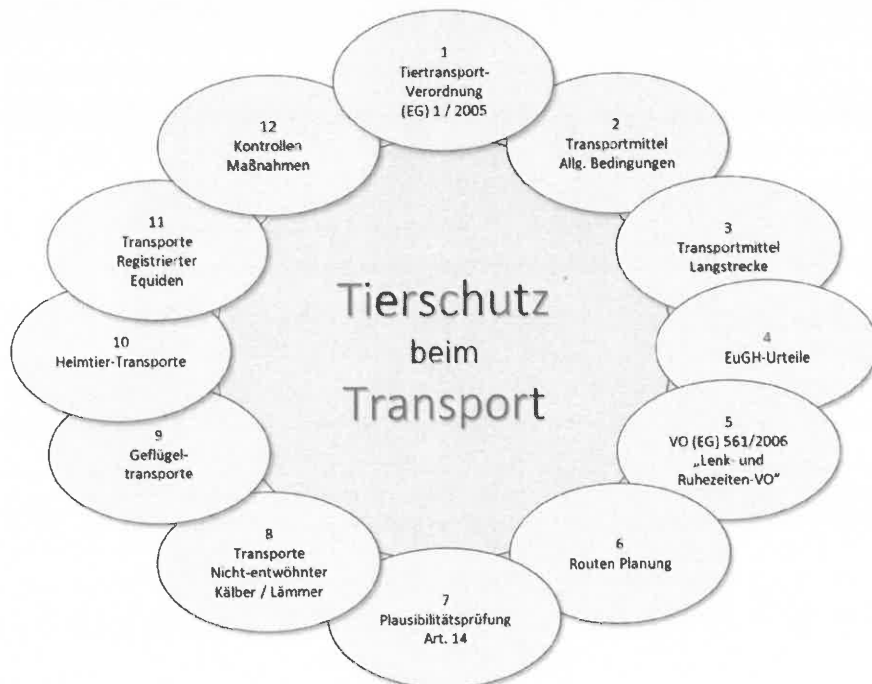 1
Tiertransport-
Verordnung
(EG) 1 / 2005
2
Transportmittel
Allg. Bedingungen
3
Transportmittel
Langstrecke
4
EuGH-Urteile
5
VO (EG) 561/2006
„Lenk- und
Ruhezeiten-VO“
6
Routen Planung
7
Plausibilitätsprüfung
Art. 14
8
Transporte
Nicht-entwöhnter
Kälber / Lämmer
9
Geflügel-
transporte
10
Heimtier-Transporte
11
Transporte
Registrierter
Equiden
12
Kontrollen
Maßnahmen
Tierschutz
beim
Transport